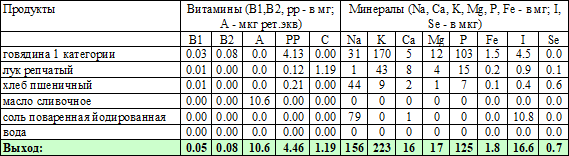 Продукты Витамины (B1,B2, pp - в мг; А - мкг рет.экв) Минералы (Na, Ca, K, Mg, P, Fe - в мг; I, Se - в мкг)
B1 B2 A PP C Na K Ca Mg P Fe I Se
говядина 1 категории 0.03 0.08 0.0 4.13 0.00 31 170 5 12 103 1.5 4.5 0.0
лук репчатый 0.01 0.00 0.0 0.12 1.19 1 43 8 4 15 0.2 0.9 0.1
хлеб пшеничный 0.01 0.00 0.0 0.21 0.00 44 9 2 1 7 0.1 0.4 0.6
масло сливочное 0.00 0.00 10.6 0.00 0.00 0 0 0 0 0 0.0 0.0 0.0
соль поваренная йодированная 0.00 0.00 0.0 0.00 0.00 79 0 1 0 0 0.0 10.8 0.0
вода 0.00 0.00 0.0 0.00 0.00 0 0 0 0 0 0.0 0.0 0.0
Выход: 0.05 0.08 10.6 4.46 1.19 156 223 16 17 125 1.8 16.6 0.7